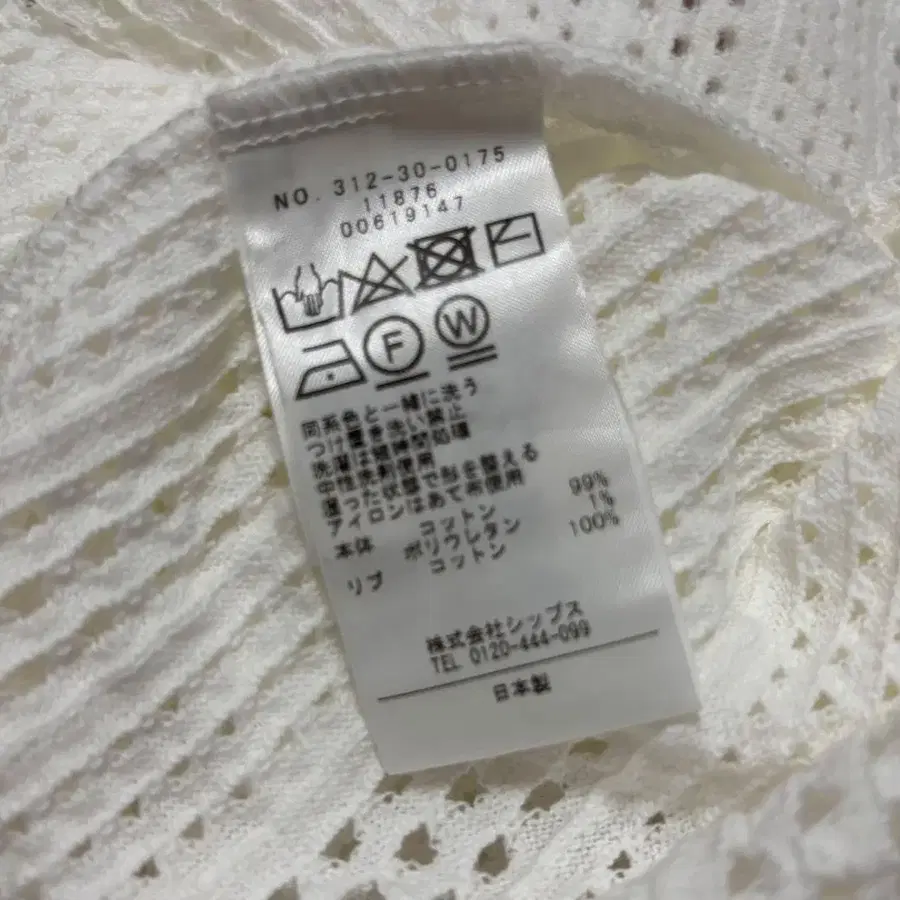 NO. 312-30-0175
11876
00619147
F W
同系色と一緒に洗う
つけ置き洗い禁止
洗濯は短時間処理
中性洗剤使用
湿った状態で形を整える
アイロンはあて布使用
本体 コットン 99%
ポリウレタン 1%
リブ コットン 100%
株式会社シップス
TEL 0120-444-099
日本製